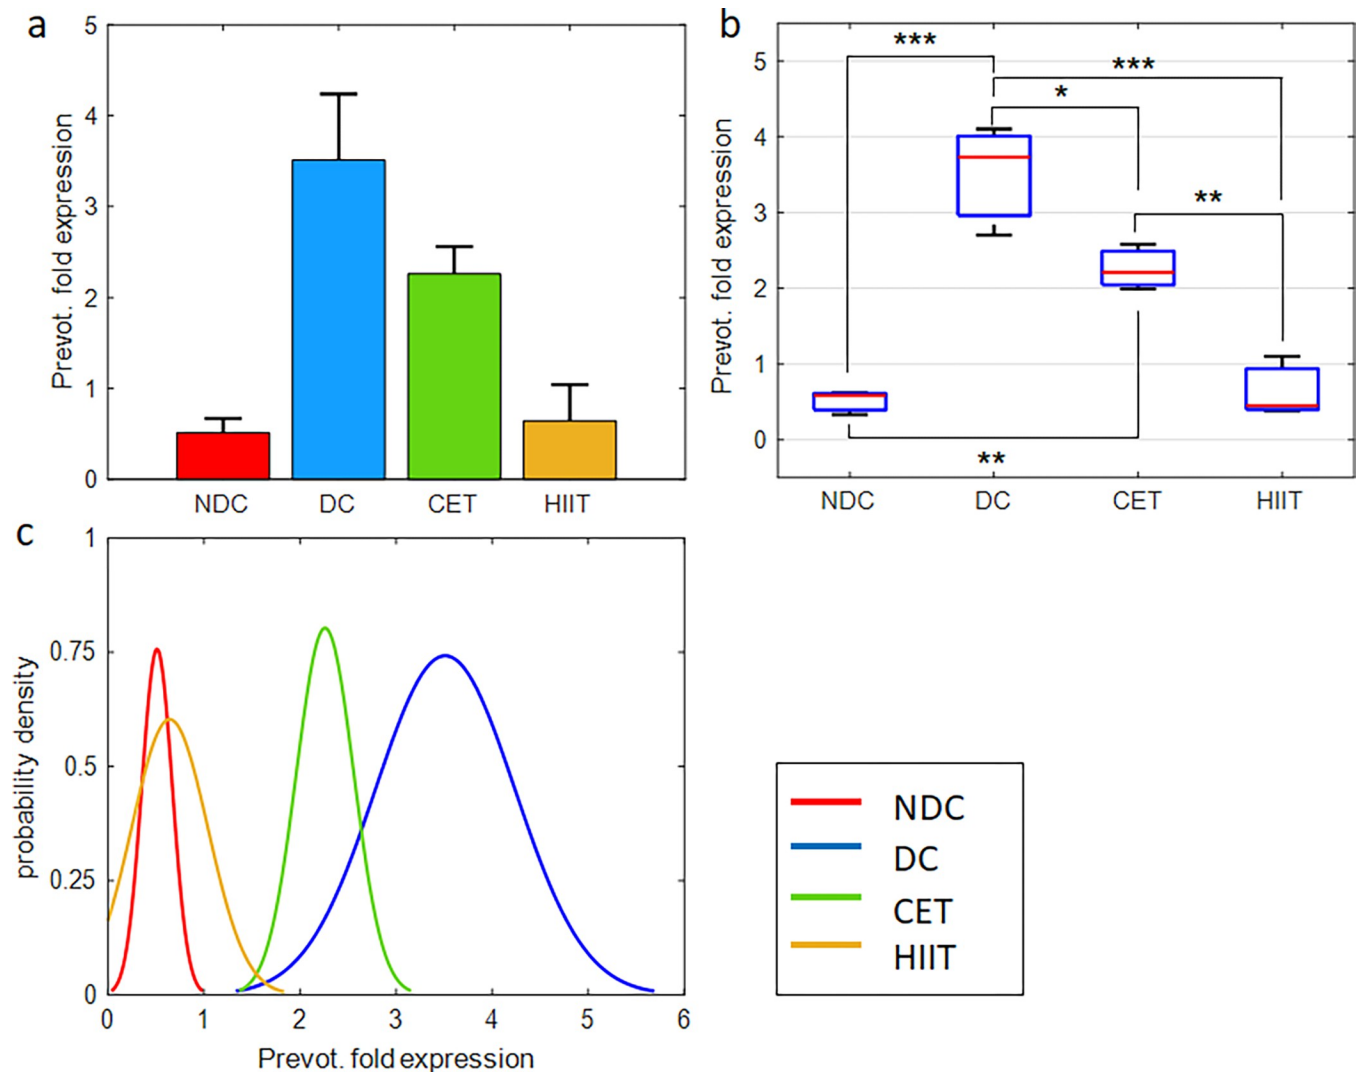 a
5
4
3
2
1
0
Prevot. fold expression
NDC DC CET HIIT
b
***
***
*
**
**
5
4
3
2
1
0
Prevot. fold expression
NDC DC CET HIIT
c
1
0.75
0.5
0.25
0
probability density
0 1 2 3 4 5 6
Prevot. fold expression
NDC
DC
CET
HIIT